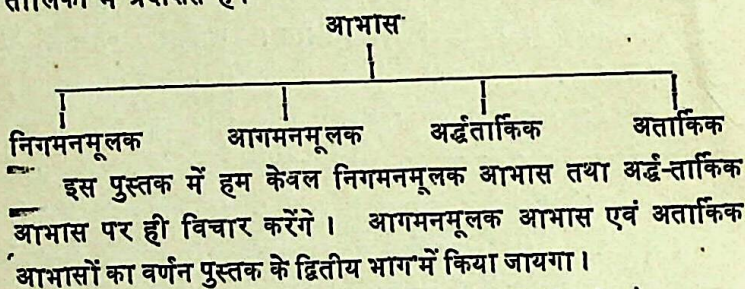 तालिका में प्रदर्शित है।
आभास
निगमनमूलक आगमनमूलक अर्द्धतार्किक अतार्किक
इस पुस्तक में हम केवल निगमनमूलक आभास तथा अर्द्ध-तार्किक
आभास पर ही विचार करेंगे। आगमनमूलक आभास एवं अतार्किक
आभासों का वर्णन पुस्तक के द्वितीय भाग में किया जायगा।